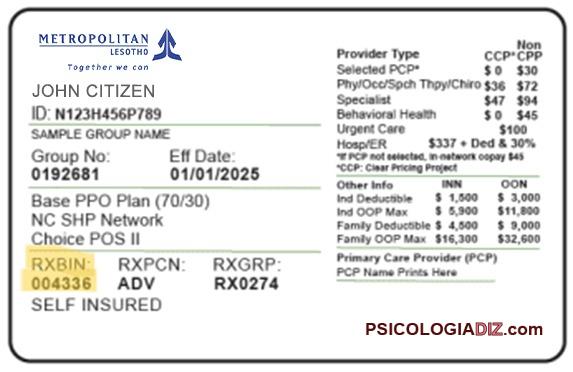 METROPOLITAN
LESOTHO
Together we can
JOHN CITIZEN
ID: N123H456P789
SAMPLE GROUP NAME
Group No: Eff Date:
0192681 01/01/2025
Base PPO Plan (70/30)
NC SHP Network
Choice POS II
RXBIN: RXPCN: RXGRP:
004336 ADV RX0274
SELF INSURED
Non
Provider Type CCP* CPP
Selected PCP* $ 0 $30
Phy/Occ/Spch Thpy/Chiro $36 $72
Specialist $47 $94
Behavioral Health $ 0 $45
Urgent Care $100
Hosp/ER $337 + Ded & 30%
*If PCP not selected, in-network copay $45
*CCP: Clear Pricing Project
Other Info INN OON
Ind Deductible $ 1,500 $ 3,000
Ind OOP Max $ 5,900 $11,800
Family Deductible $ 4,500 $ 9,000
Family OOP Max $16,300 $32,600
Primary Care Provider (PCP)
PCP Name Prints Here
PSICOLOGIADIZ.com